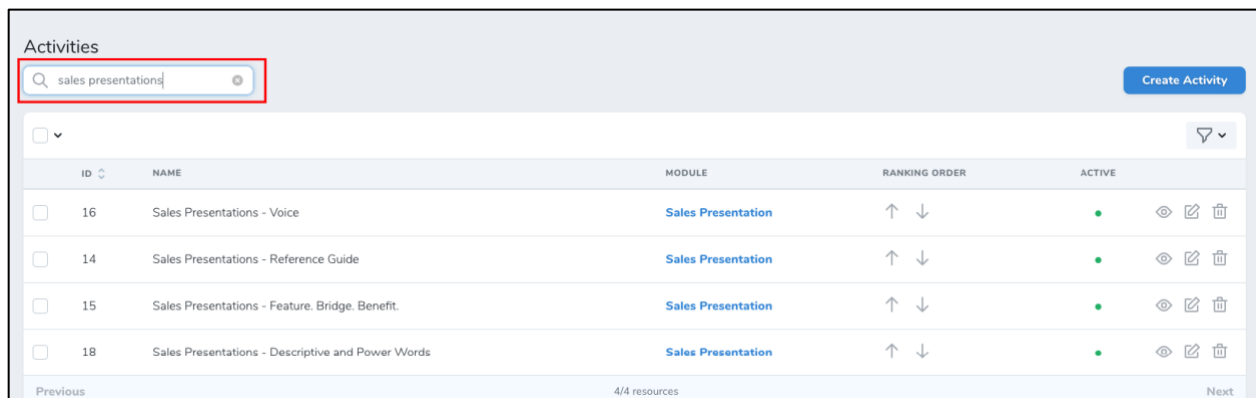 Activities
sales presentations
Create Activity
ID NAME MODULE RANKING ORDER ACTIVE
16 Sales Presentations - Voice Sales Presentation
14 Sales Presentations - Reference Guide Sales Presentation
15 Sales Presentations - Feature. Bridge. Benefit. Sales Presentation
18 Sales Presentations - Descriptive and Power Words Sales Presentation
Previous 4/4 resources Next